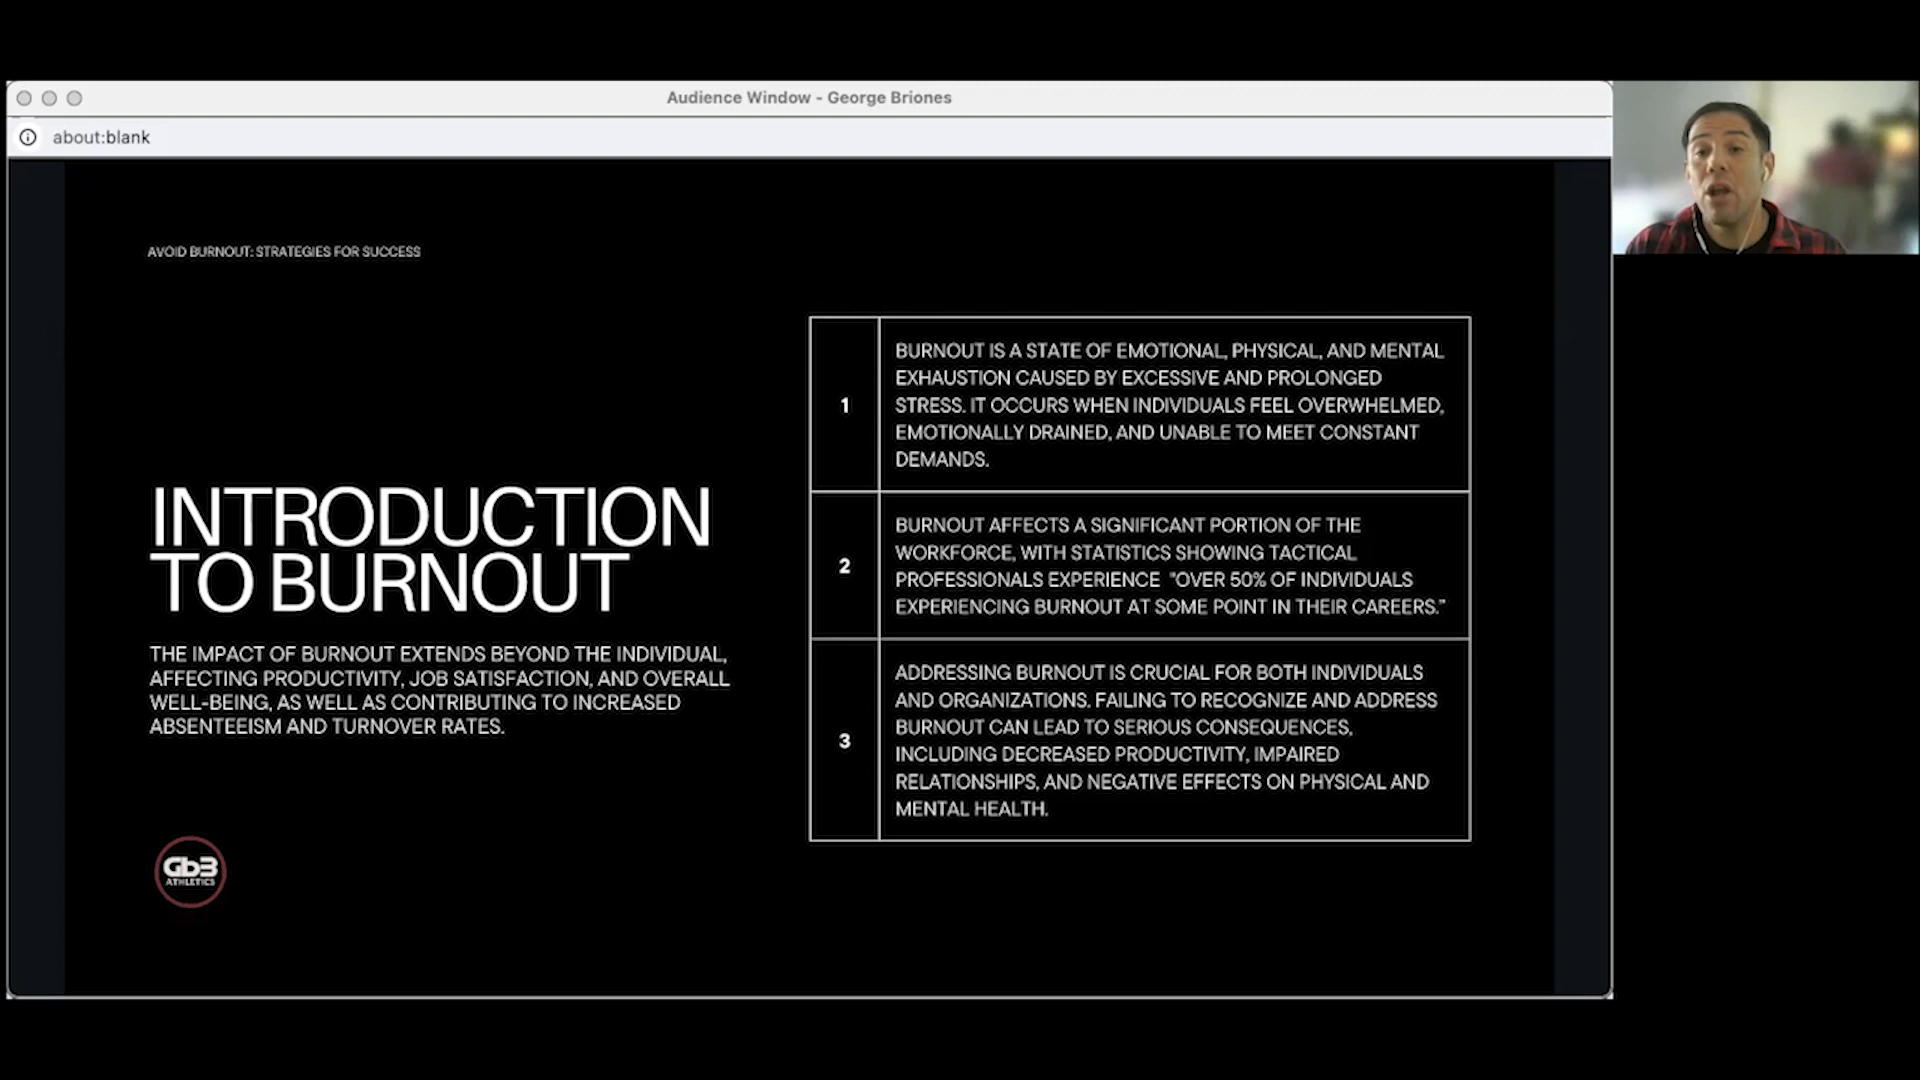 Audience Window - George Briones
about:blank
AVOID BURNOUT: STRATEGIES FOR SUCCESS
INTRODUCTION
TO BURNOUT
THE IMPACT OF BURNOUT EXTENDS BEYOND THE INDIVIDUAL,
AFFECTING PRODUCTIVITY, JOB SATISFACTION, AND OVERALL
WELL-BEING, AS WELL AS CONTRIBUTING TO INCREASED
ABSENTEEISM AND TURNOVER RATES.
1
BURNOUT IS A STATE OF EMOTIONAL, PHYSICAL, AND MENTAL
EXHAUSTION CAUSED BY EXCESSIVE AND PROLONGED
STRESS. IT OCCURS WHEN INDIVIDUALS FEEL OVERWHELMED,
EMOTIONALLY DRAINED, AND UNABLE TO MEET CONSTANT
DEMANDS.
2
BURNOUT AFFECTS A SIGNIFICANT PORTION OF THE
WORKFORCE, WITH STATISTICS SHOWING TACTICAL
PROFESSIONALS EXPERIENCE "OVER 50% OF INDIVIDUALS
EXPERIENCING BURNOUT AT SOME POINT IN THEIR CAREERS."
3
ADDRESSING BURNOUT IS CRUCIAL FOR BOTH INDIVIDUALS
AND ORGANIZATIONS. FAILING TO RECOGNIZE AND ADDRESS
BURNOUT CAN LEAD TO SERIOUS CONSEQUENCES,
INCLUDING DECREASED PRODUCTIVITY, IMPAIRED
RELATIONSHIPS, AND NEGATIVE EFFECTS ON PHYSICAL AND
MENTAL HEALTH.
Gb3
ATHLETICS